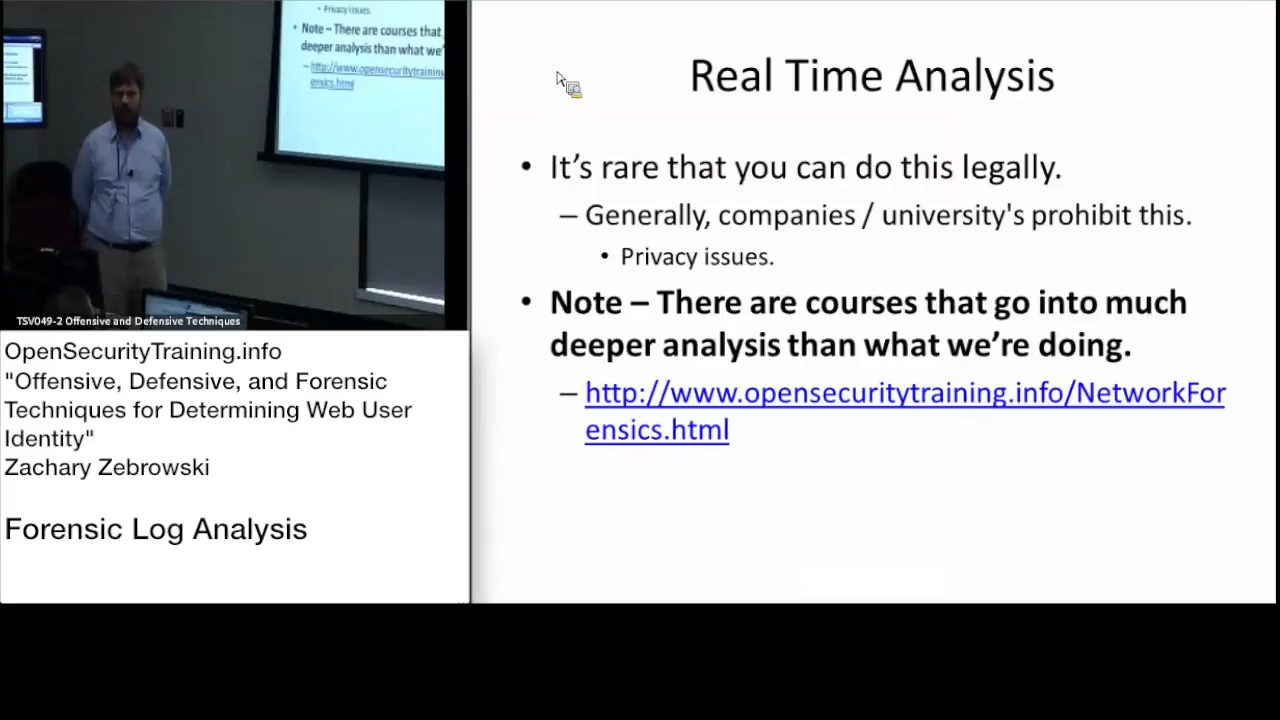 Privacy issues.
Note – There are courses that
deeper analysis than what we'
http://www.opensecuritytraining
ensics.html
TSV049-2 Offensive and Defensive Techniques
OpenSecurityTraining.info
"Offensive, Defensive, and Forensic
Techniques for Determining Web User
Identity"
Zachary Zebrowski
Forensic Log Analysis
Real Time Analysis
• It’s rare that you can do this legally.
– Generally, companies / university's prohibit this.
• Privacy issues.
• Note – There are courses that go into much
deeper analysis than what we’re doing.
– http://www.opensecuritytraining.info/NetworkFor
ensics.html